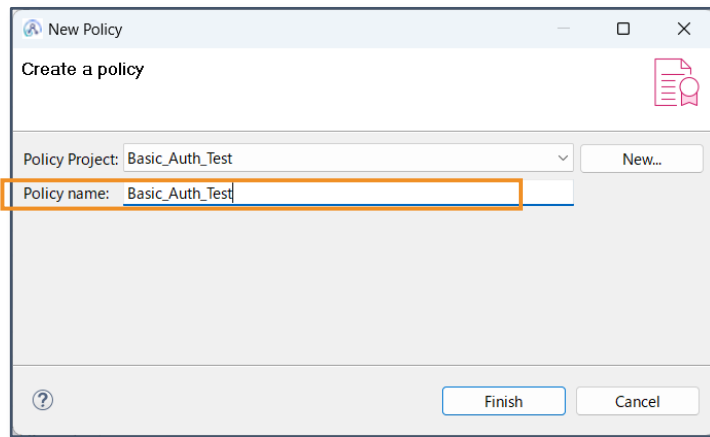 New Policy
Create a policy
Policy Project: Basic_Auth_Test New...
Policy name: Basic_Auth_Test
? Finish Cancel